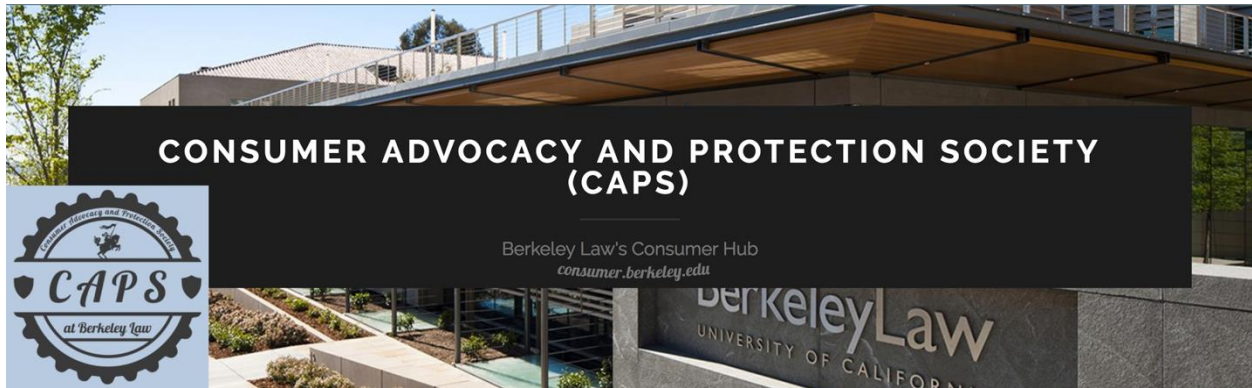 CONSUMER ADVOCACY AND PROTECTION SOCIETY
(CAPS)
Berkeley Law's Consumer Hub
consumer.berkeley.edu
Consumer Advocacy and Protection Society
CAPS
at Berkeley Law
BerkeleyLaw
UNIVERSITY OF CALIFORN